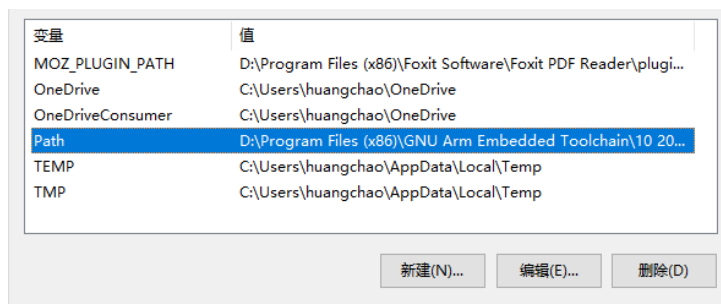 变量 值
MOZ_PLUGIN_PATH D:\Program Files (x86)\Foxit Software\Foxit PDF Reader\plugi...
OneDrive C:\Users\huangchao\OneDrive
OneDriveConsumer C:\Users\huangchao\OneDrive
Path D:\Program Files (x86)\GNU Arm Embedded Toolchain\10 20...
TEMP C:\Users\huangchao\AppData\Local\Temp
TMP C:\Users\huangchao\AppData\Local\Temp
新建(N)... 编辑(E)... 删除(D)